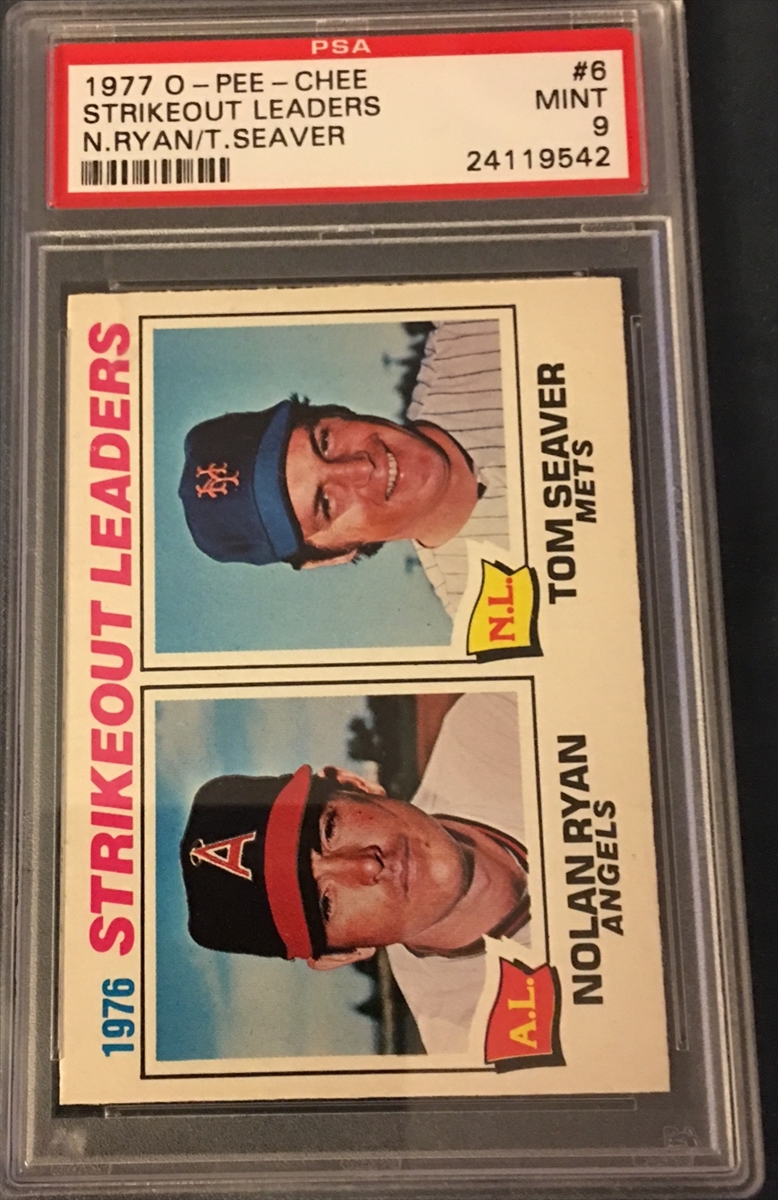 PSA
1977 O-PEE-CHEE #6
STRIKEOUT LEADERS MINT
N.RYAN/T.SEAVER 9
24119542
1976 STRIKEOUT LEADERS
A
A.L.
NOLAN RYAN
ANGELS
NY
N.L.
TOM SEAVER
METS